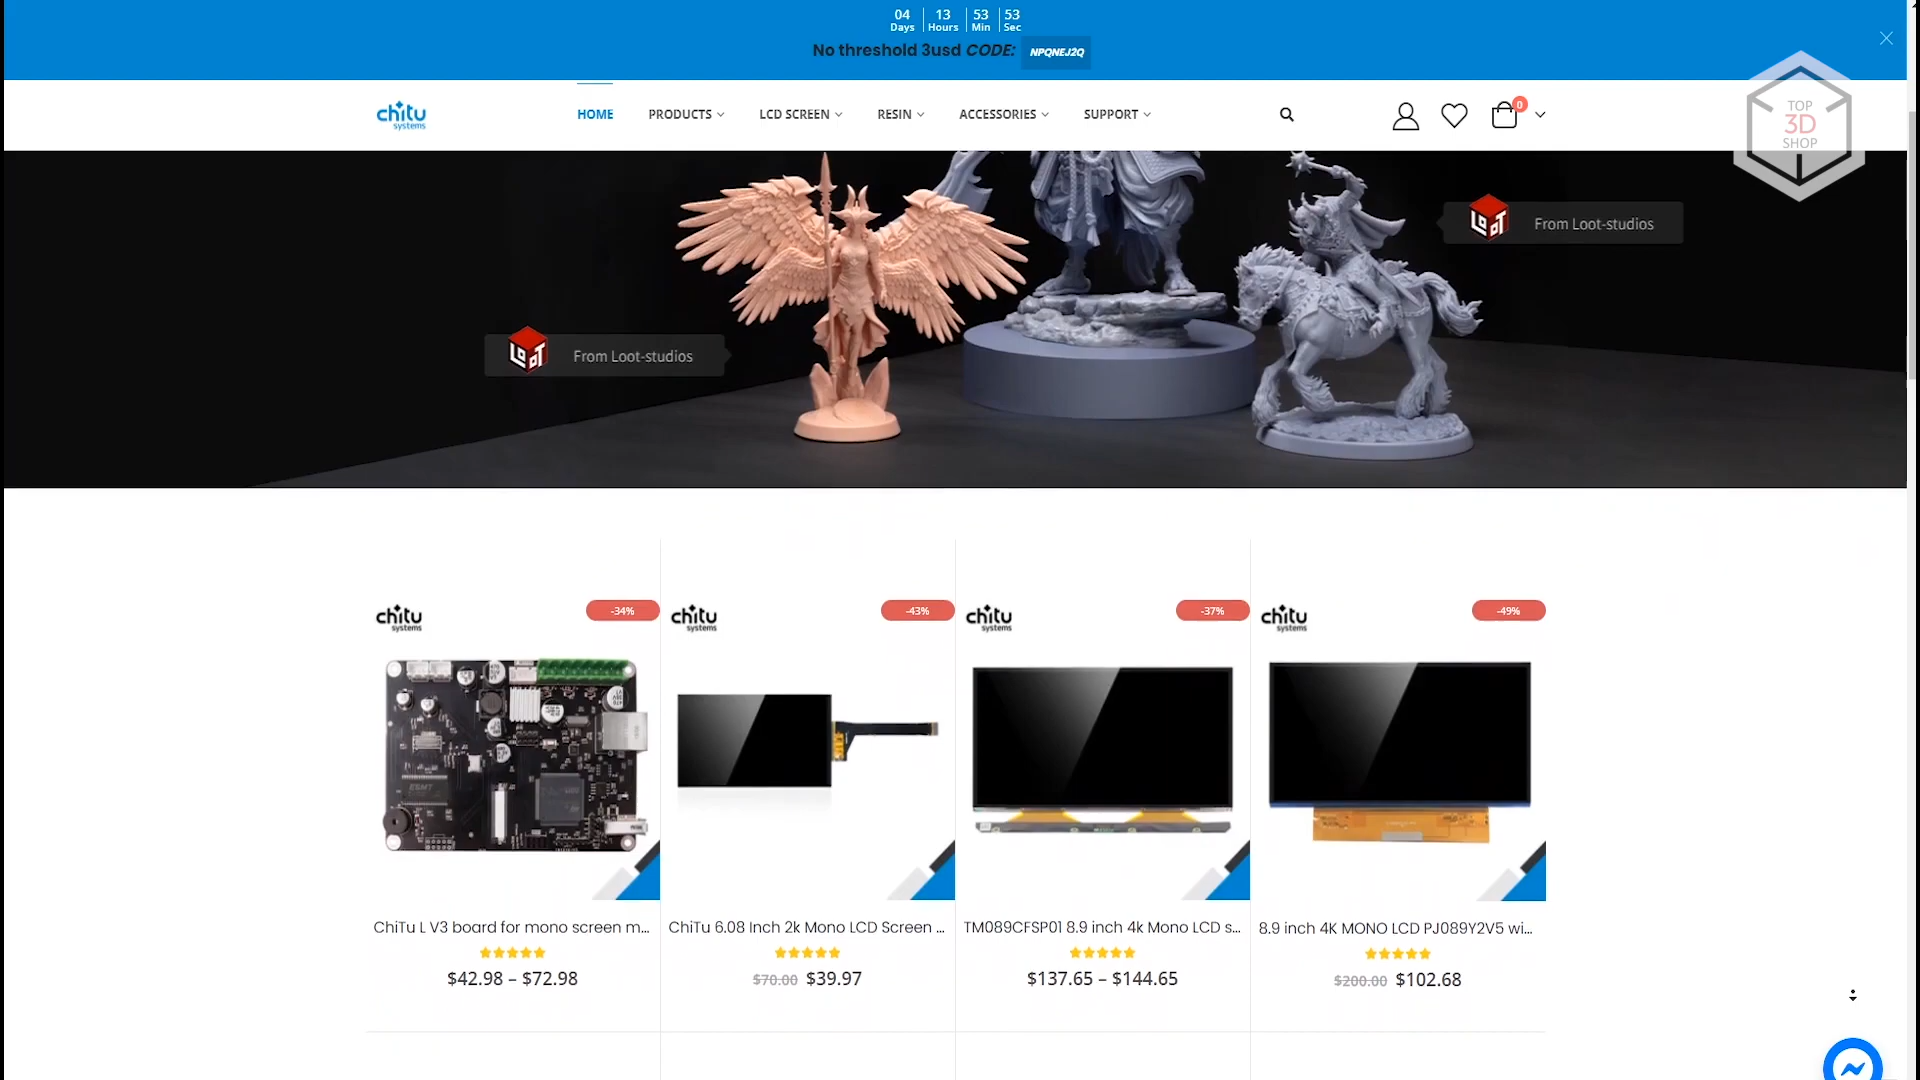 04 13 53 53
Days Hours Min Sec
No threshold 3usd CODE: NPQNEJ2Q
chitu
systems
HOME PRODUCTS LCD SCREEN RESIN ACCESSORIES SUPPORT
0
TOP
3D
SHOP
LOOT From Loot-studios
LOOT From Loot-studios
chitu
systems
-34%
chitu
systems
-43%
chitu
systems
-37%
chitu
systems
-49%
ESMT
ChiTu L V3 board for mono screen m...
ChiTu 6.08 Inch 2k Mono LCD Screen ...
TM089CFSP01 8.9 inch 4k Mono LCD s...
8.9 inch 4K MONO LCD PJ089Y2V5 wi...
$42.98 – $72.98
$70.00 $39.97
$137.65 – $144.65
$200.00 $102.68